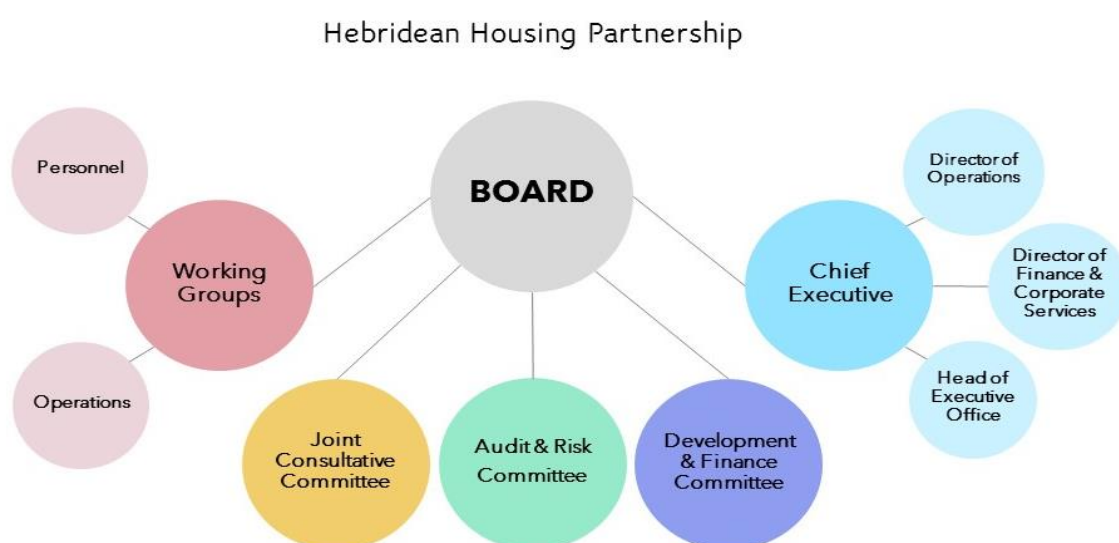 Hebridean Housing Partnership
BOARD
Working
Groups
Personnel
Operations
Joint
Consultative
Committee
Audit & Risk
Committee
Development
& Finance
Committee
Chief
Executive
Director of
Operations
Director of
Finance &
Corporate
Services
Head of
Executive
Office